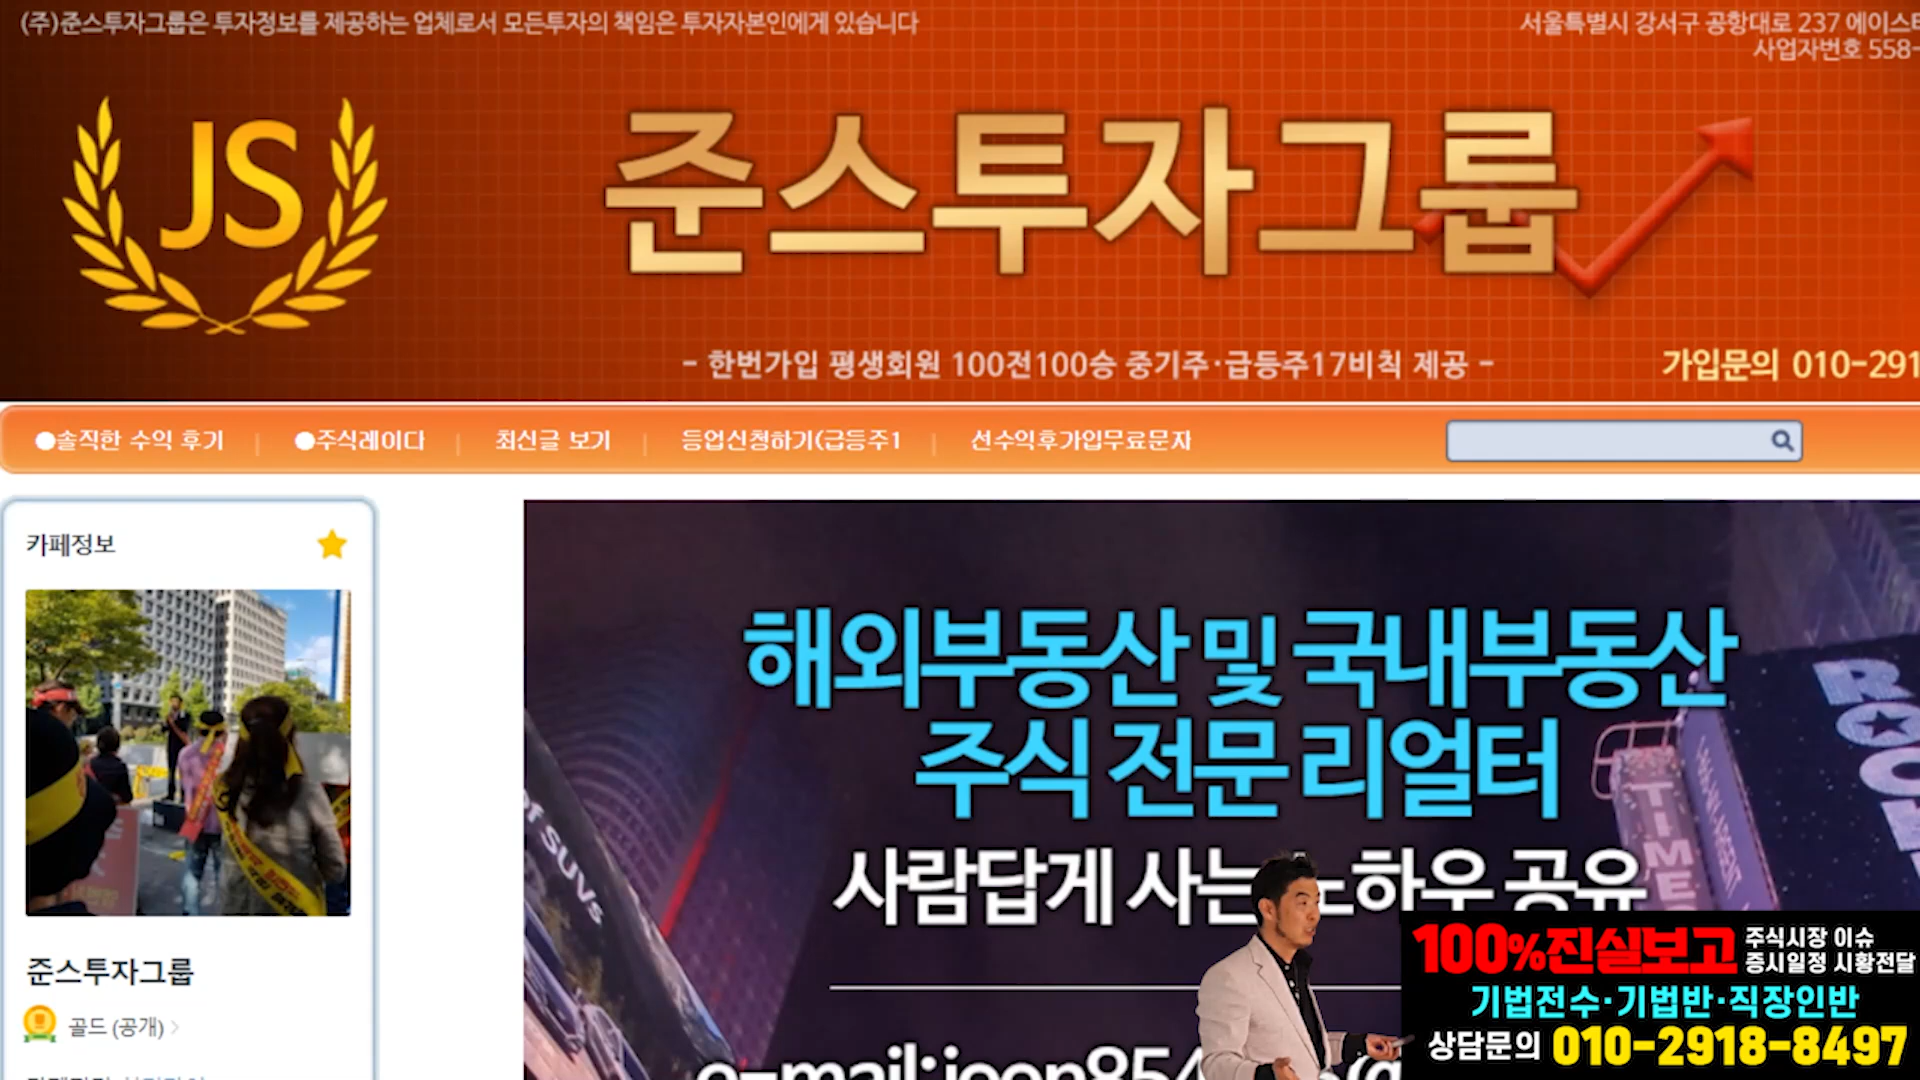 (주)준스투자그룹은 투자정보를 제공하는 업체로서 모든투자의 책임은 투자자본인에게 있습니다
서울특별시 강서구 공항대로 237 에이스
사업자번호 558-
JS
준스투자그룹
- 한번가입 평생회원 100전100승 중기주·급등주17비칙 제공 -
가입문의 010-291
●솔직한 수익 후기
●주식레이다
최신글 보기
등업신청하기(급등주1
선수익후가입무료문자
카페정보
준스투자그룹
골드 (공개)
해외부동산 및 국내부동산
주식 전문 리얼터
사람답게 사는 노하우 공유
e-mail:joon854
OF SUVs
TIME
100%진실보고
주식시장 이슈
증시일정 시황전달
기법전수·기법반·직장인반
상담문의 010-2918-8497